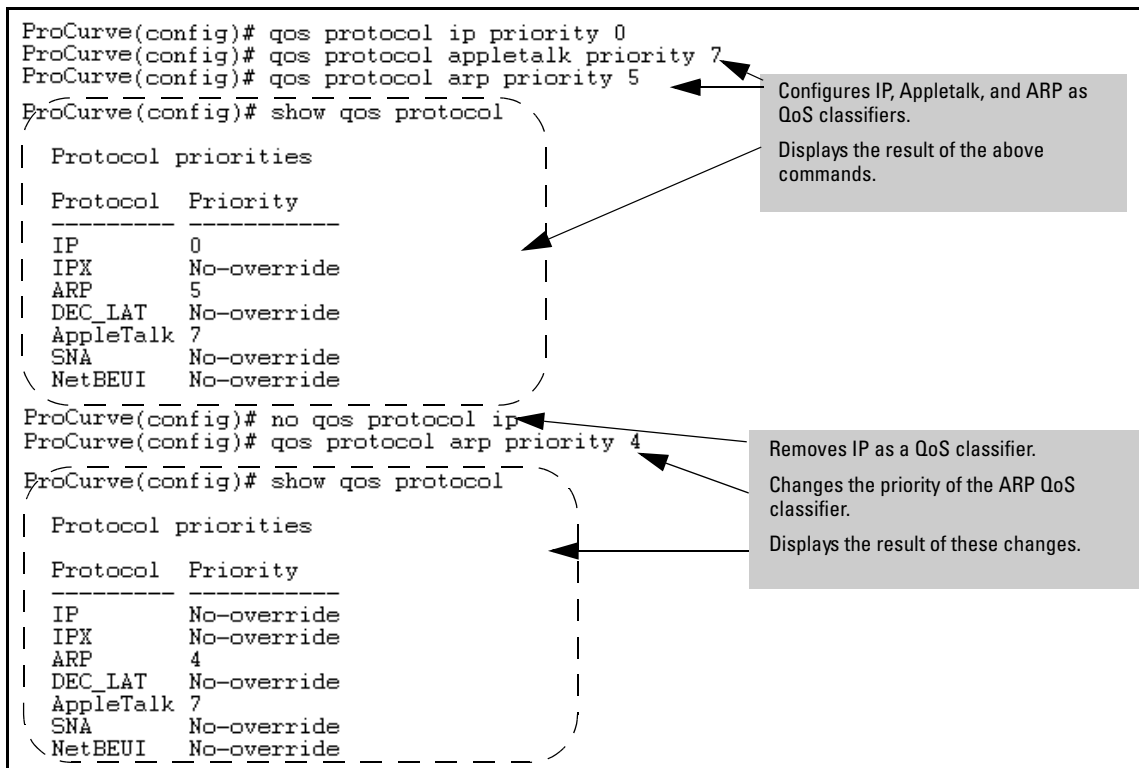 ProCurve(config)# qos protocol ip priority 0
ProCurve(config)# qos protocol appletalk priority 7
ProCurve(config)# qos protocol arp priority 5
Configures IP, Appletalk, and ARP as
QoS classifiers.
Displays the result of the above
commands.
ProCurve(config)# show qos protocol
Protocol priorities
Protocol Priority
--------- -----------
IP 0
IPX No-override
ARP 5
DEC_LAT No-override
AppleTalk 7
SNA No-override
NetBEUI No-override
ProCurve(config)# no qos protocol ip
ProCurve(config)# qos protocol arp priority 4
Removes IP as a QoS classifier.
Changes the priority of the ARP QoS
classifier.
Displays the result of these changes.
ProCurve(config)# show qos protocol
Protocol priorities
Protocol Priority
--------- -----------
IP No-override
IPX No-override
ARP 4
DEC_LAT No-override
AppleTalk 7
SNA No-override
NetBEUI No-override